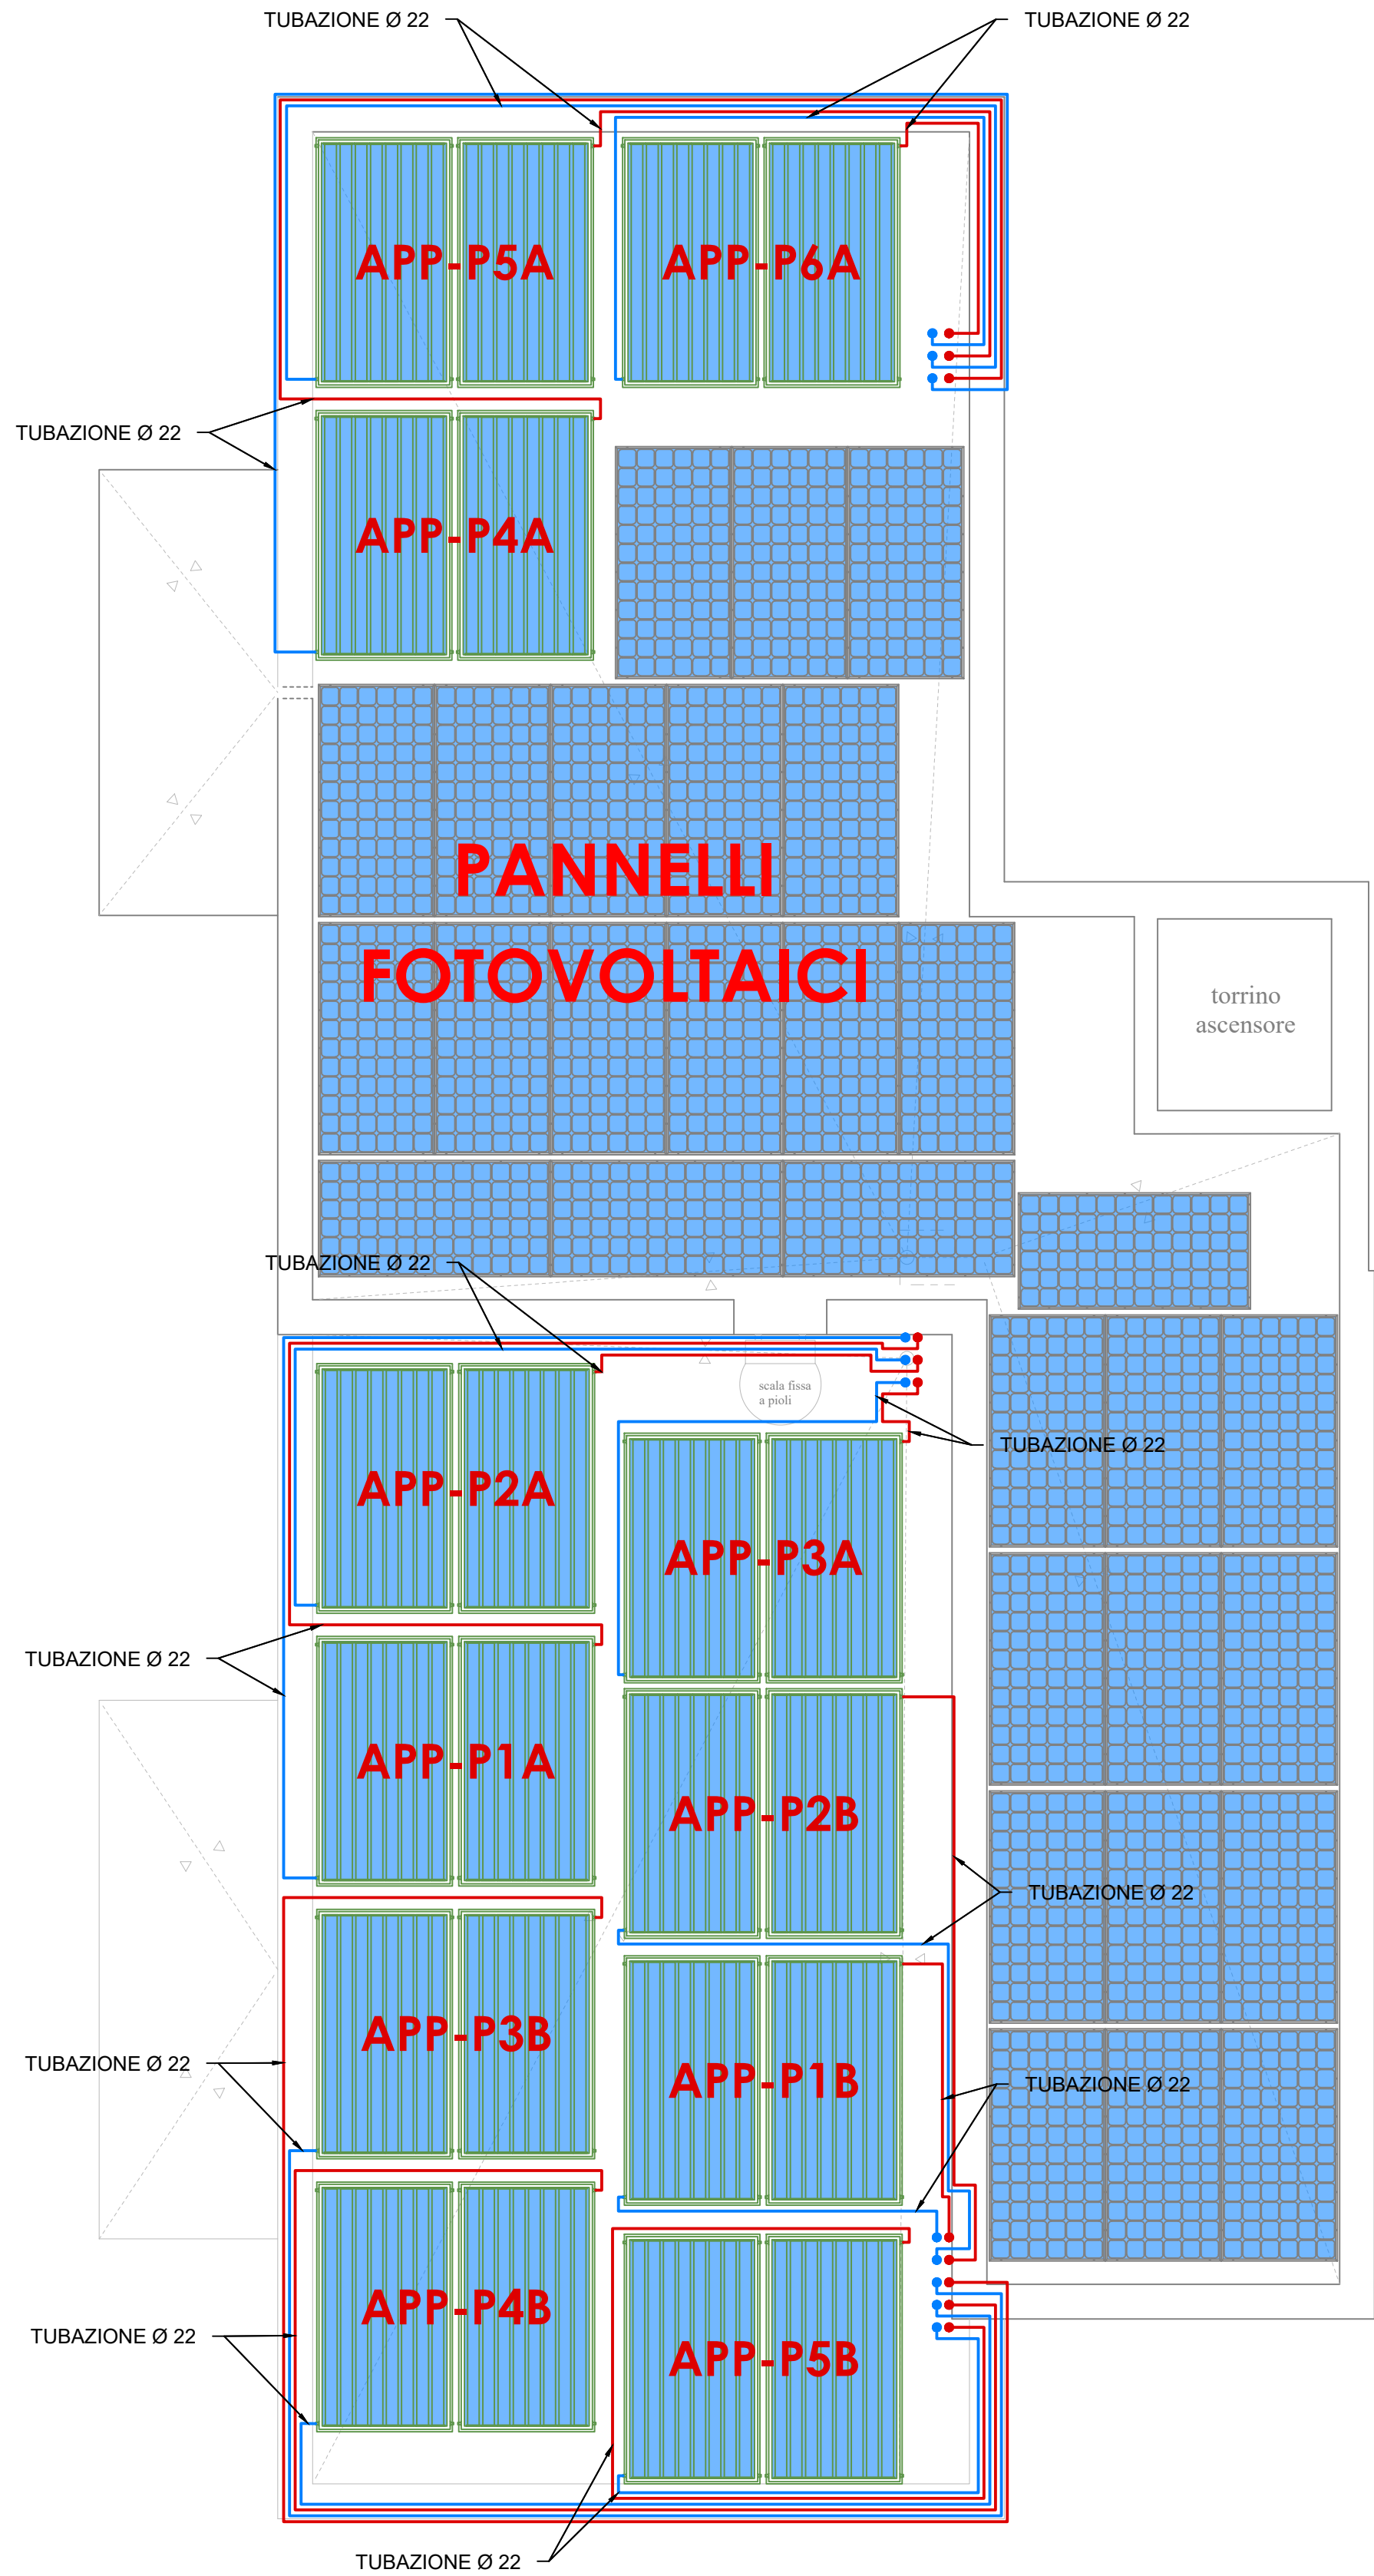 TUBAZIONE Ø 22
TUBAZIONE Ø 22
APP-P5A
APP-P6A
TUBAZIONE Ø 22
APP-P4A
PANNELLI
FOTOVOLTAICI
torrino
ascensore
TUBAZIONE Ø 22
scala fissa
a pioli
TUBAZIONE Ø 22
APP-P2A
APP-P3A
TUBAZIONE Ø 22
APP-P1A
APP-P2B
TUBAZIONE Ø 22
APP-P3B
TUBAZIONE Ø 22
APP-P1B
TUBAZIONE Ø 22
APP-P4B
TUBAZIONE Ø 22
APP-P5B
TUBAZIONE Ø 22